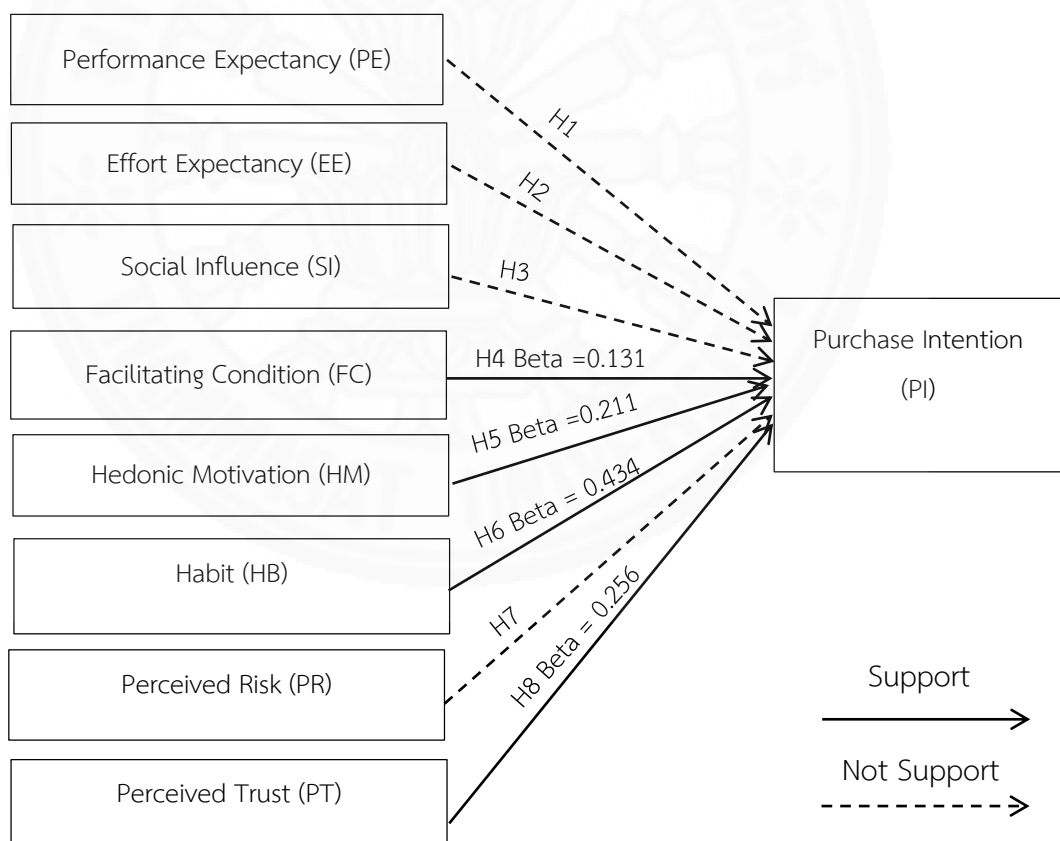 Performance Expectancy (PE)
H1
Effort Expectancy (EE)
H2
Social Influence (SI)
H3
Purchase Intention
(PI)
Facilitating Condition (FC)
H4 Beta =0.131
Hedonic Motivation (HM)
H5 Beta =0.211
Habit (HB)
H6 Beta = 0.434
Perceived Risk (PR)
H7
Perceived Trust (PT)
H8 Beta = 0.256
Support
Not Support